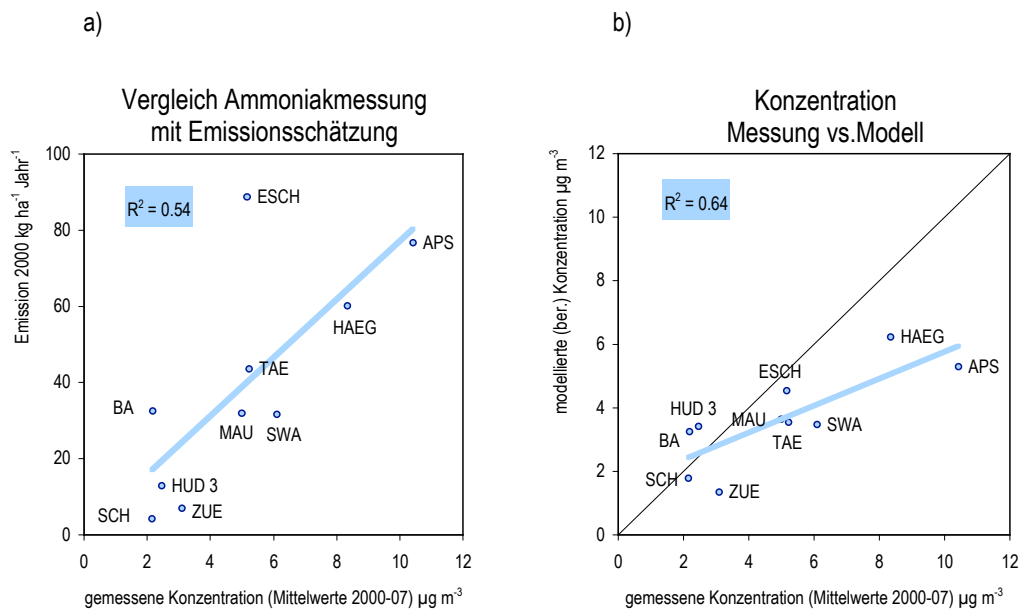 a)
Vergleich Ammoniakmessung
mit Emissionsschätzung
Emission 2000 kg ha-1 Jahr-1
100
80
60
40
20
0
R2 = 0.54
ESCH
APS
HAEG
TAE
BA
MAU
SWA
HUD 3
SCH
ZUE
0 2 4 6 8 10 12
gemessene Konzentration (Mittelwerte 2000-07) µg m-3
b)
Konzentration
Messung vs.Modell
modellierte (ber.) Konzentration µg m-3
12
10
8
6
4
2
0
R2 = 0.64
HAEG
ESCH
APS
HUD 3
MAU
BA
TAE
SWA
SCH
ZUE
0 2 4 6 8 10 12
gemessene Konzentration (Mittelwerte 2000-07) µg m-3